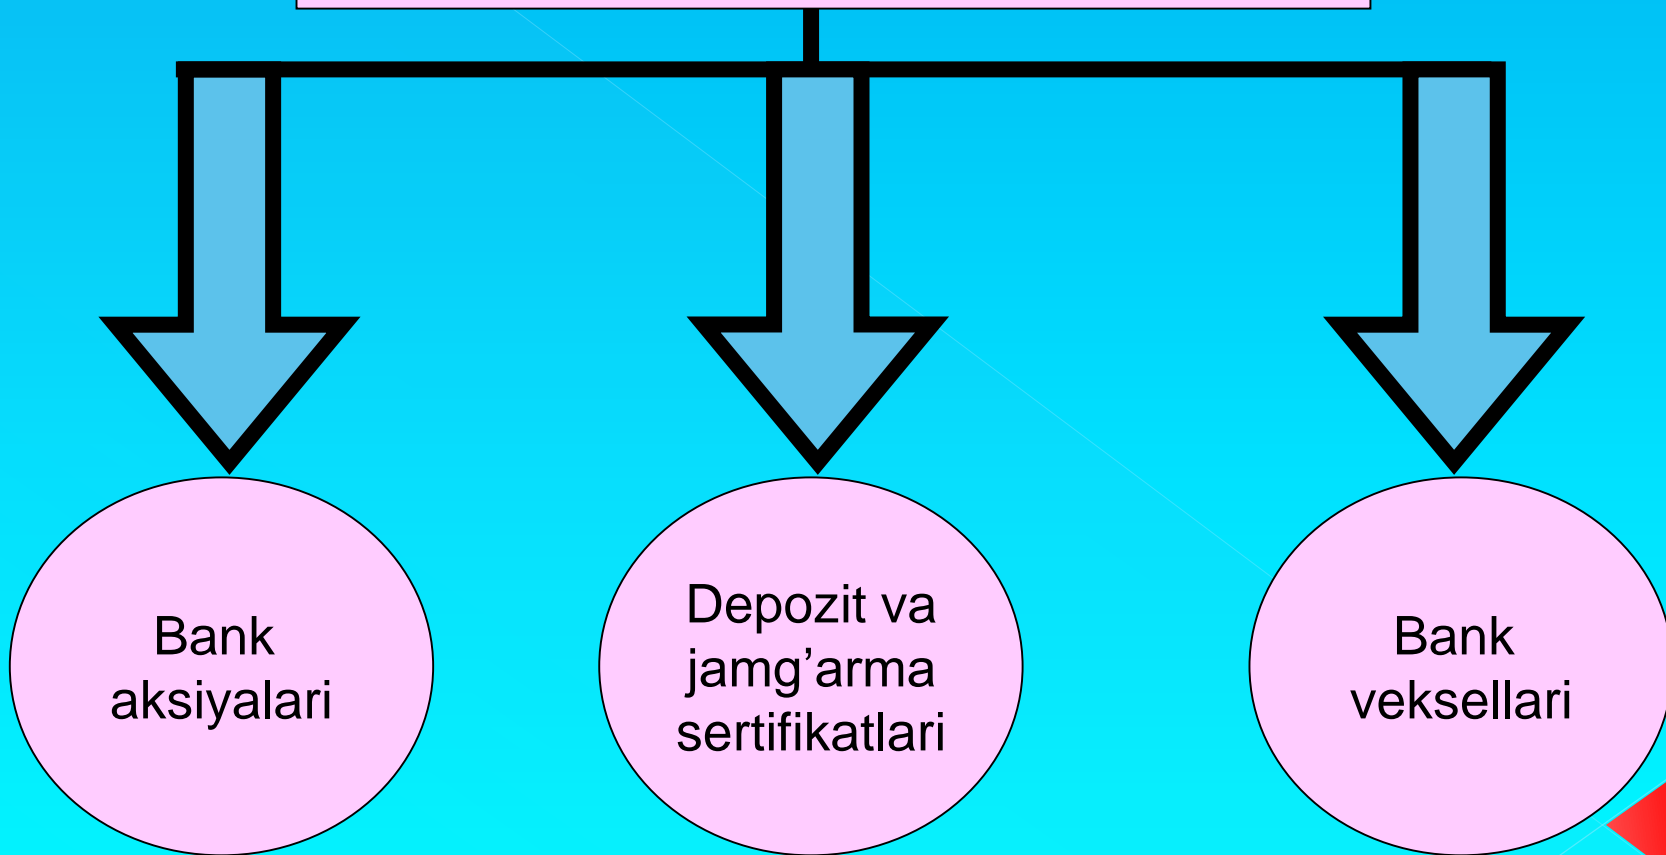 Bank
aksiyalari
Depozit va
jamg’arma
sertifikatlari
Bank
veksellari